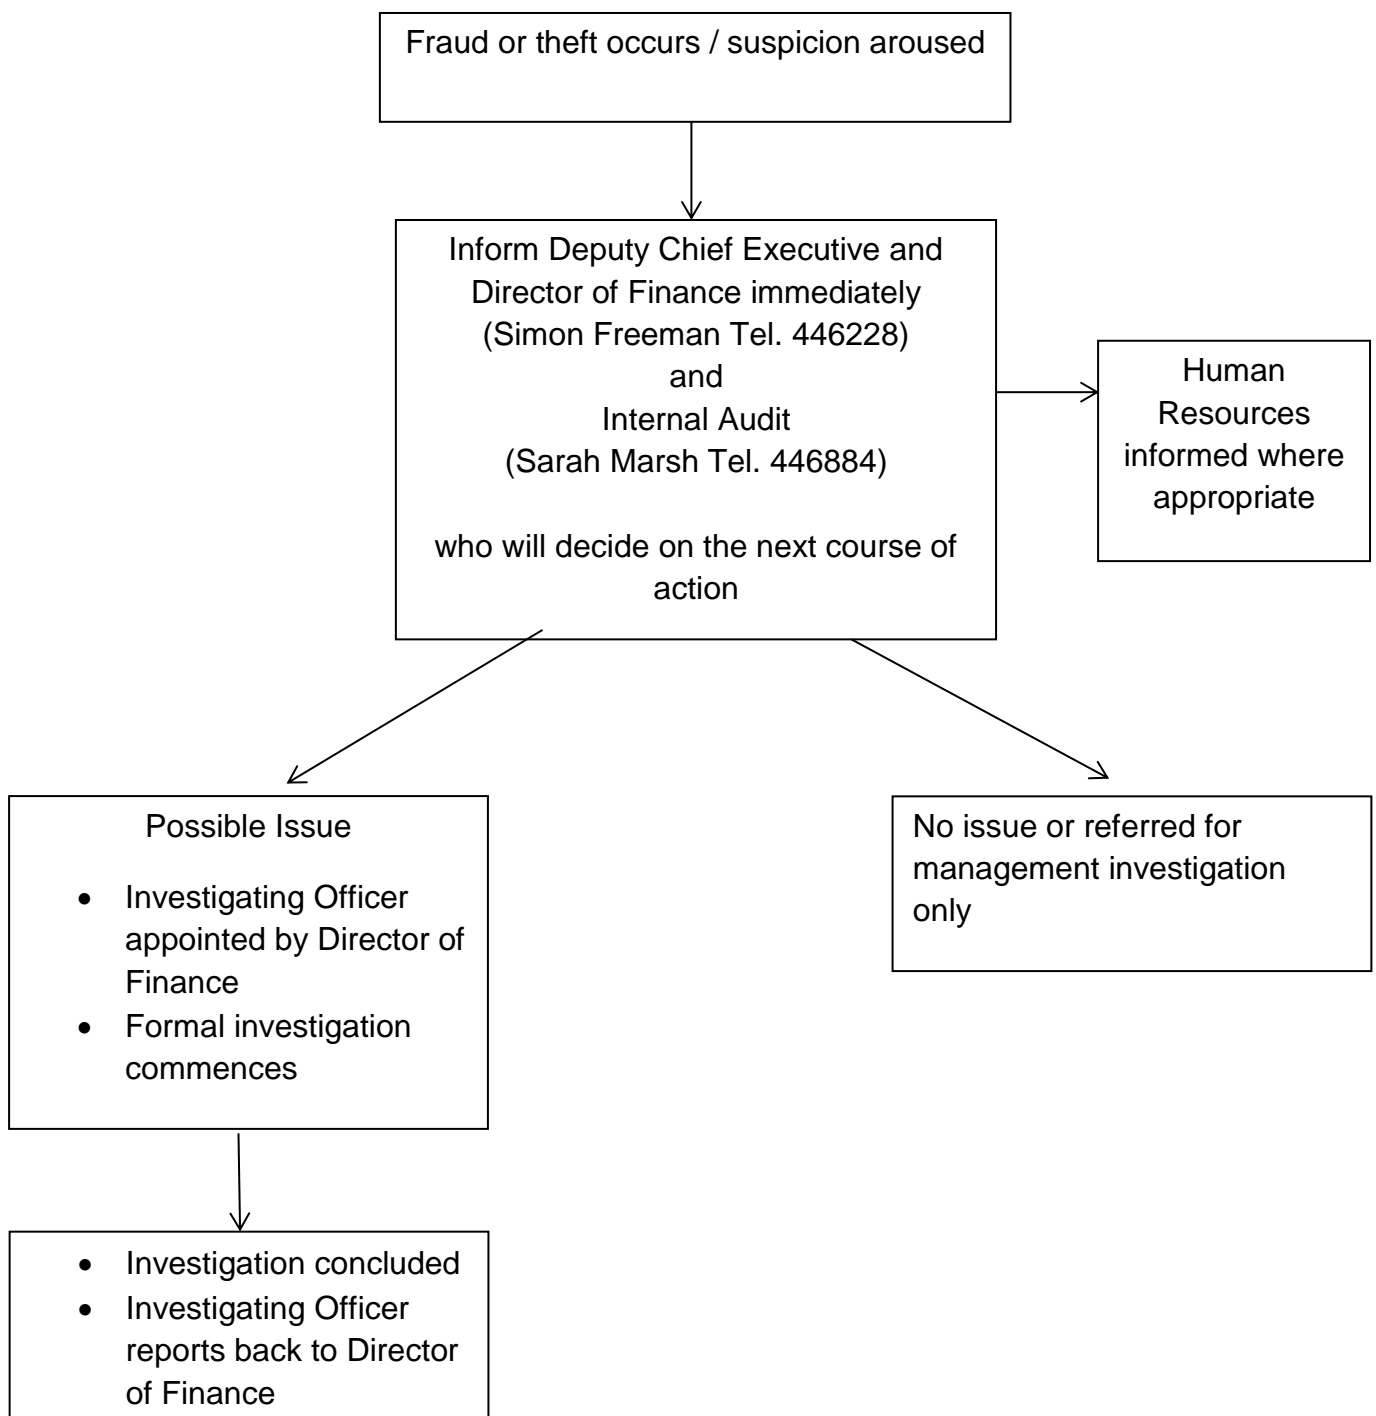 Fraud or theft occurs / suspicion aroused
Inform Deputy Chief Executive and
Director of Finance immediately
(Simon Freeman Tel. 446228)
and
Internal Audit
(Sarah Marsh Tel. 446884)
who will decide on the next course of
action
Human
Resources
informed where
appropriate
Possible Issue
• Investigating Officer
appointed by Director of
Finance
• Formal investigation
commences
No issue or referred for
management investigation
only
• Investigation concluded
• Investigating Officer
reports back to Director
of Finance